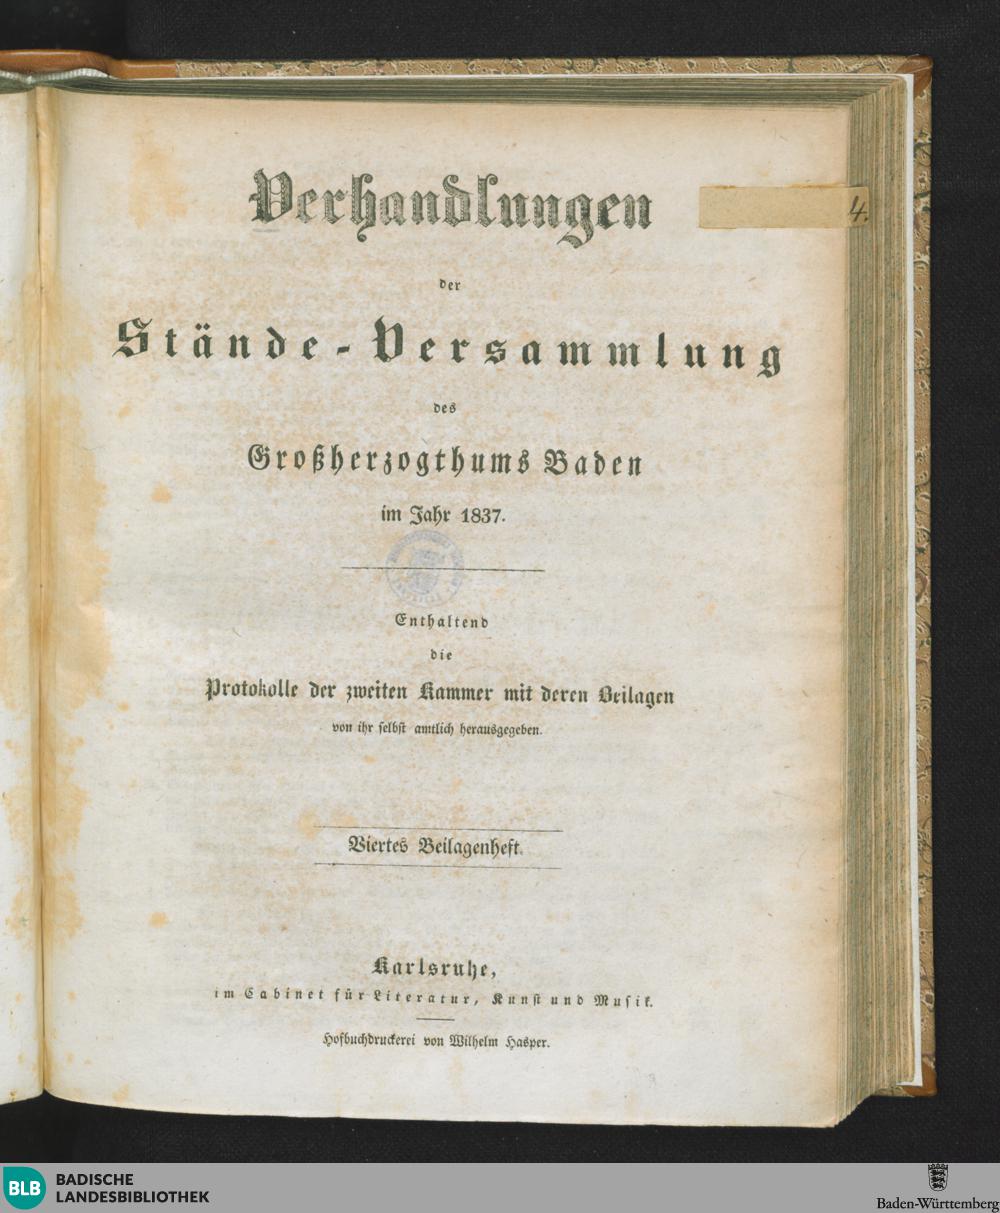 Verhandlungen
4.
der
Stände-Versammlung
des
Großherzogthums Baden
im Jahr 1837.
Enthaltend
die
Protokolle der zweiten Kammer mit deren Beilagen
von ihr selbst amtlich herausgegeben.
Viertes Beilagenheft.
Karlsruhe,
im Cabinet für Literatur, Kunst und Musik.
Hofbuchdruckerei von Wilhelm Hasper.
BLB
BADISCHE
LANDESBIBLIOTHEK
Baden-Württemberg